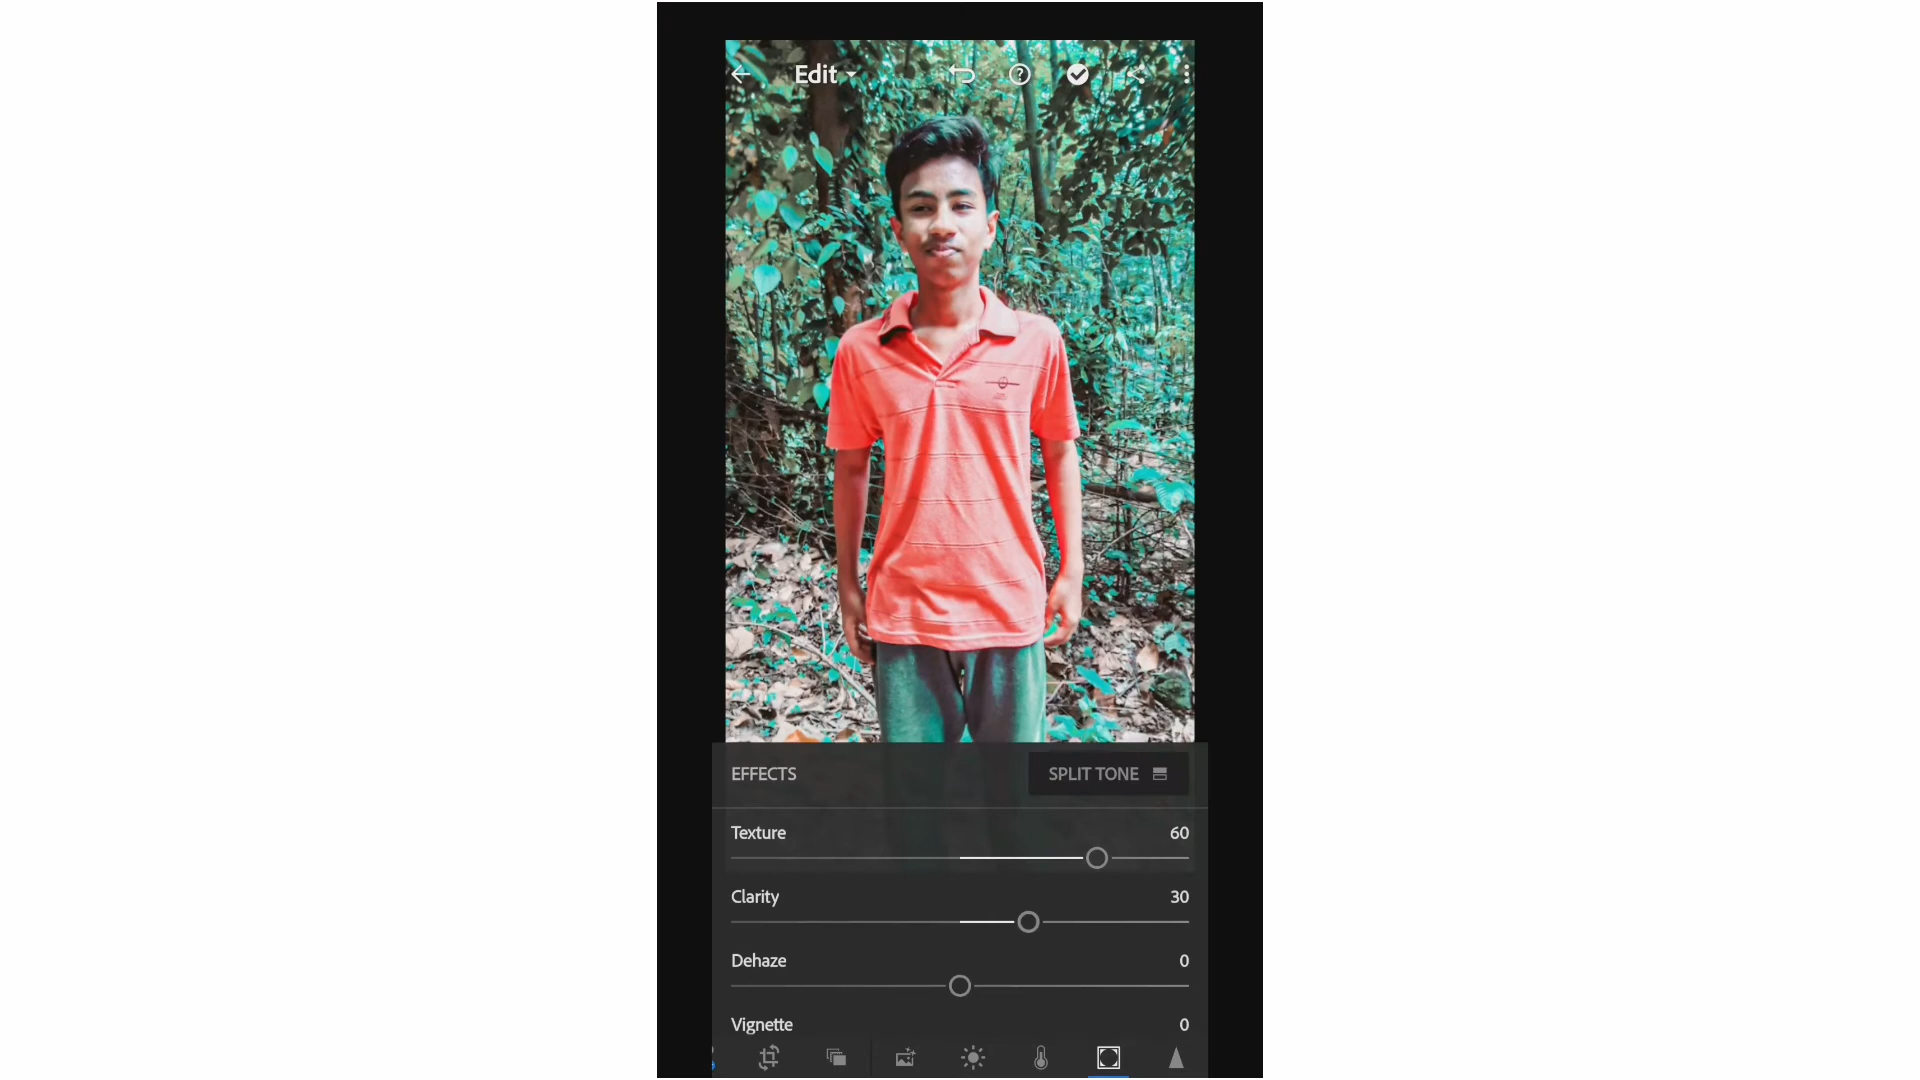 Edit
EFFECTS
SPLIT TONE
Texture 60
Clarity 30
Dehaze 0
Vignette 0